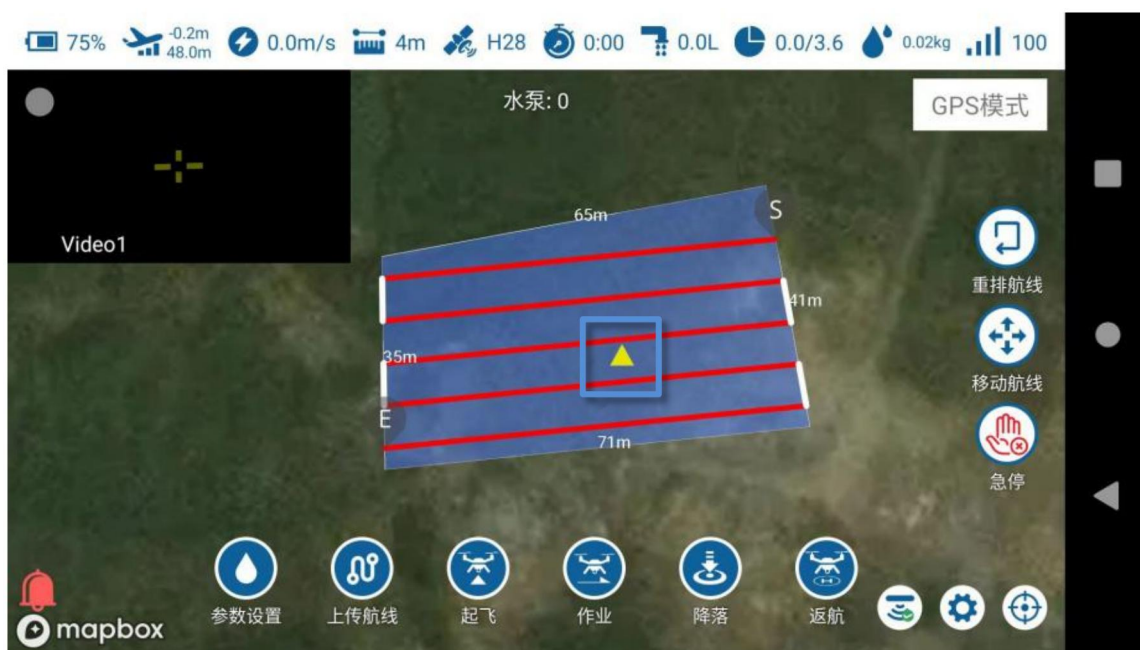 75%
-0.2m
48.0m
0.0m/s
4m
H28
0:00
0.0L
0.0/3.6
0.02kg
100
水泵: 0
GPS模式
Video1
65m
S
重排航线
41m
35m
移动航线
E
71m
急停
参数设置
上传航线
起飞
作业
降落
返航
mapbox